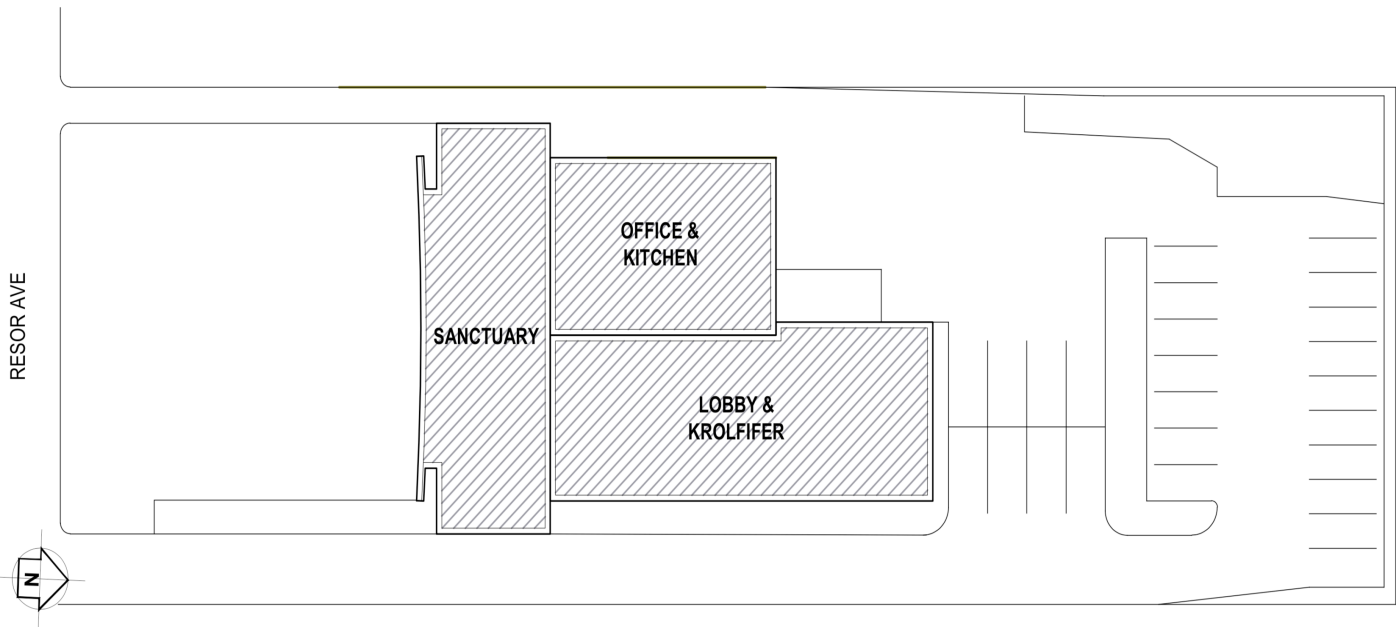 OFFICE &
KITCHEN
SANCTUARY
LOBBY &
KROLFIFER
RESOR AVE
N